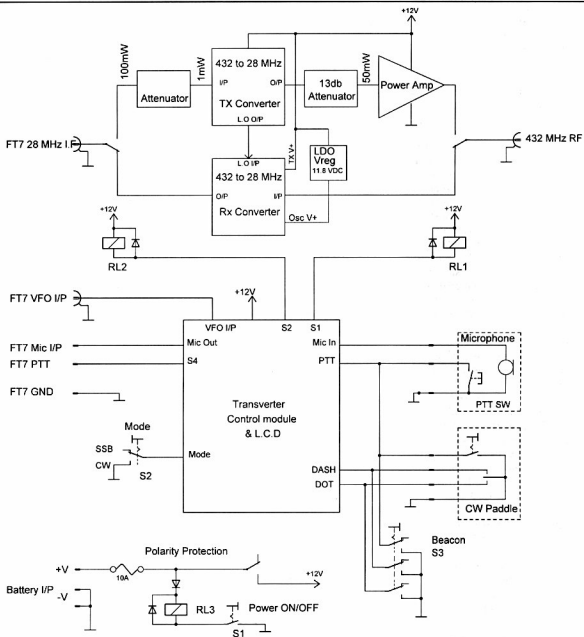 +12V
100mW
1mW
432 to 28 MHz
I/P
O/P
TX Converter
L O O/P
Attenuator
13db
Attenuator
50mW
Power Amp
FT7 28 MHz I.F
432 MHz RF
L O I/P
432 to 28 MHz
O/P
I/P
Rx Converter
TX V+
LDO
Vreg
11.8 VDC
Osc V+
+12V
RL2
+12V
RL1
FT7 VFO I/P
+12V
VFO I/P
S2
S1
FT7 Mic I/P
Mic Out
Mic In
Microphone
FT7 PTT
S4
PTT
FT7 GND
PTT SW
Transverter
Control module
& L.C.D
Mode
SSB
CW
S2
Mode
DASH
DOT
CW Paddle
Beacon
S3
Polarity Protection
+V
10A
+12V
Battery I/P
-V
RL3
Power ON/OFF
S1